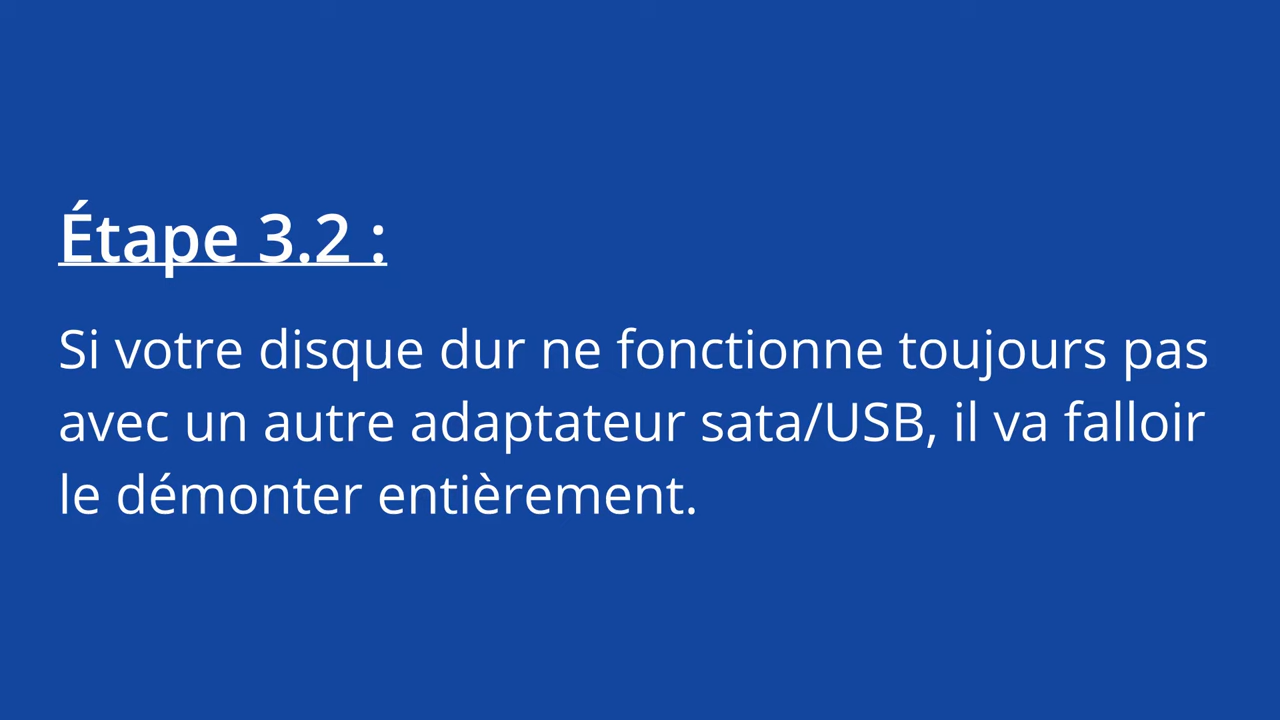 Étape 3.2 :
Si votre disque dur ne fonctionne toujours pas
avec un autre adaptateur sata/USB, il va falloir
le démonter entièrement.